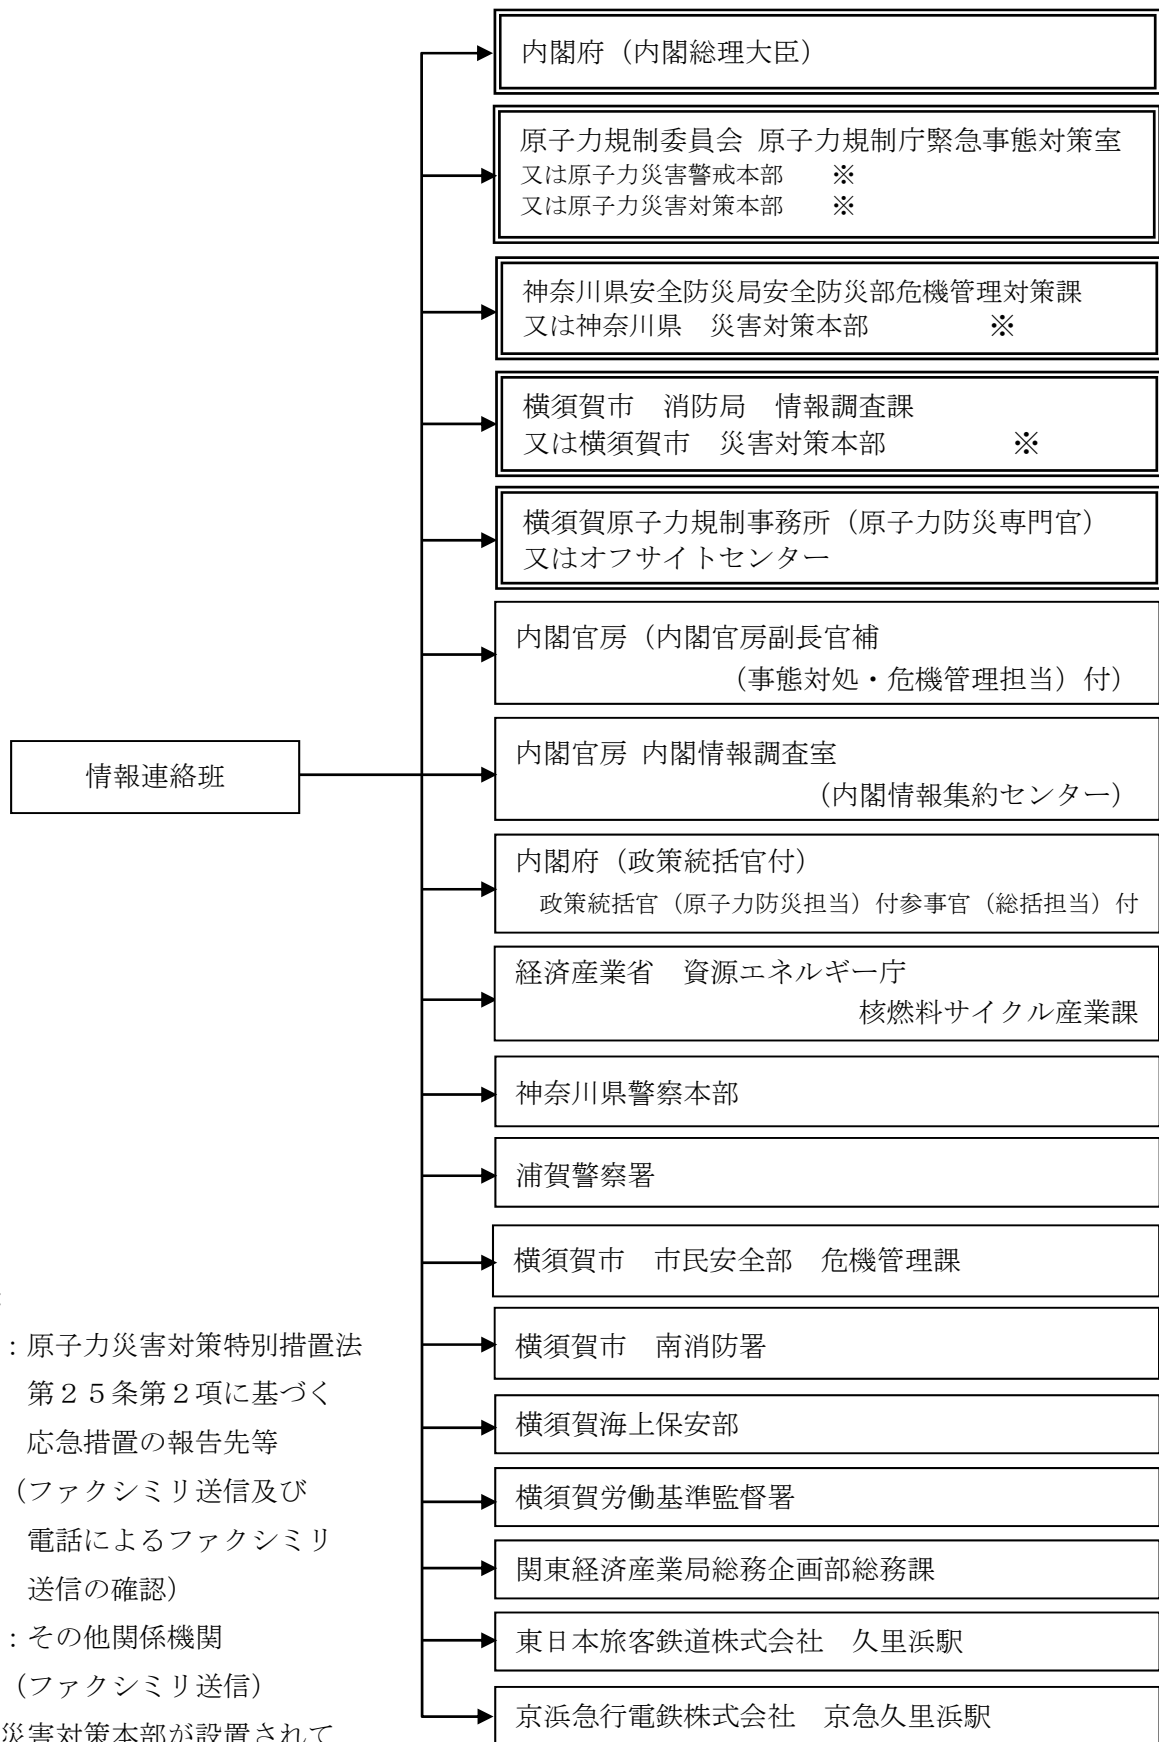 内閣府（内閣総理大臣）
原子力規制委員会 原子力規制庁緊急事態対策室
又は原子力災害警戒本部　　※
又は原子力災害対策本部　　※
神奈川県安全防災局安全防災部危機管理対策課
又は神奈川県　災害対策本部　　　　※
横須賀市　消防局　情報調査課
又は横須賀市　災害対策本部　　　　※
横須賀原子力規制事務所（原子力防災専門官）
又はオフサイトセンター
内閣官房（内閣官房副長官補
（事態対処・危機管理担当）付）
情報連絡班
内閣官房 内閣情報調査室
（内閣情報集約センター）
内閣府（政策統括官付）
政策統括官（原子力防災担当）付参事官（総括担当）付
経済産業省　資源エネルギー庁
核燃料サイクル産業課
神奈川県警察本部
浦賀警察署
横須賀市　市民安全部　危機管理課
横須賀市　南消防署
横須賀海上保安部
横須賀労働基準監督署
関東経済産業局総務企画部総務課
東日本旅客鉄道株式会社　久里浜駅
京浜急行電鉄株式会社　京急久里浜駅
：原子力災害対策特別措置法
第２５条第２項に基づく
応急措置の報告先等
（ファクシミリ送信及び
電話によるファクシミリ
送信の確認）
：その他関係機関
（ファクシミリ送信）
災害対策本部が設置されて